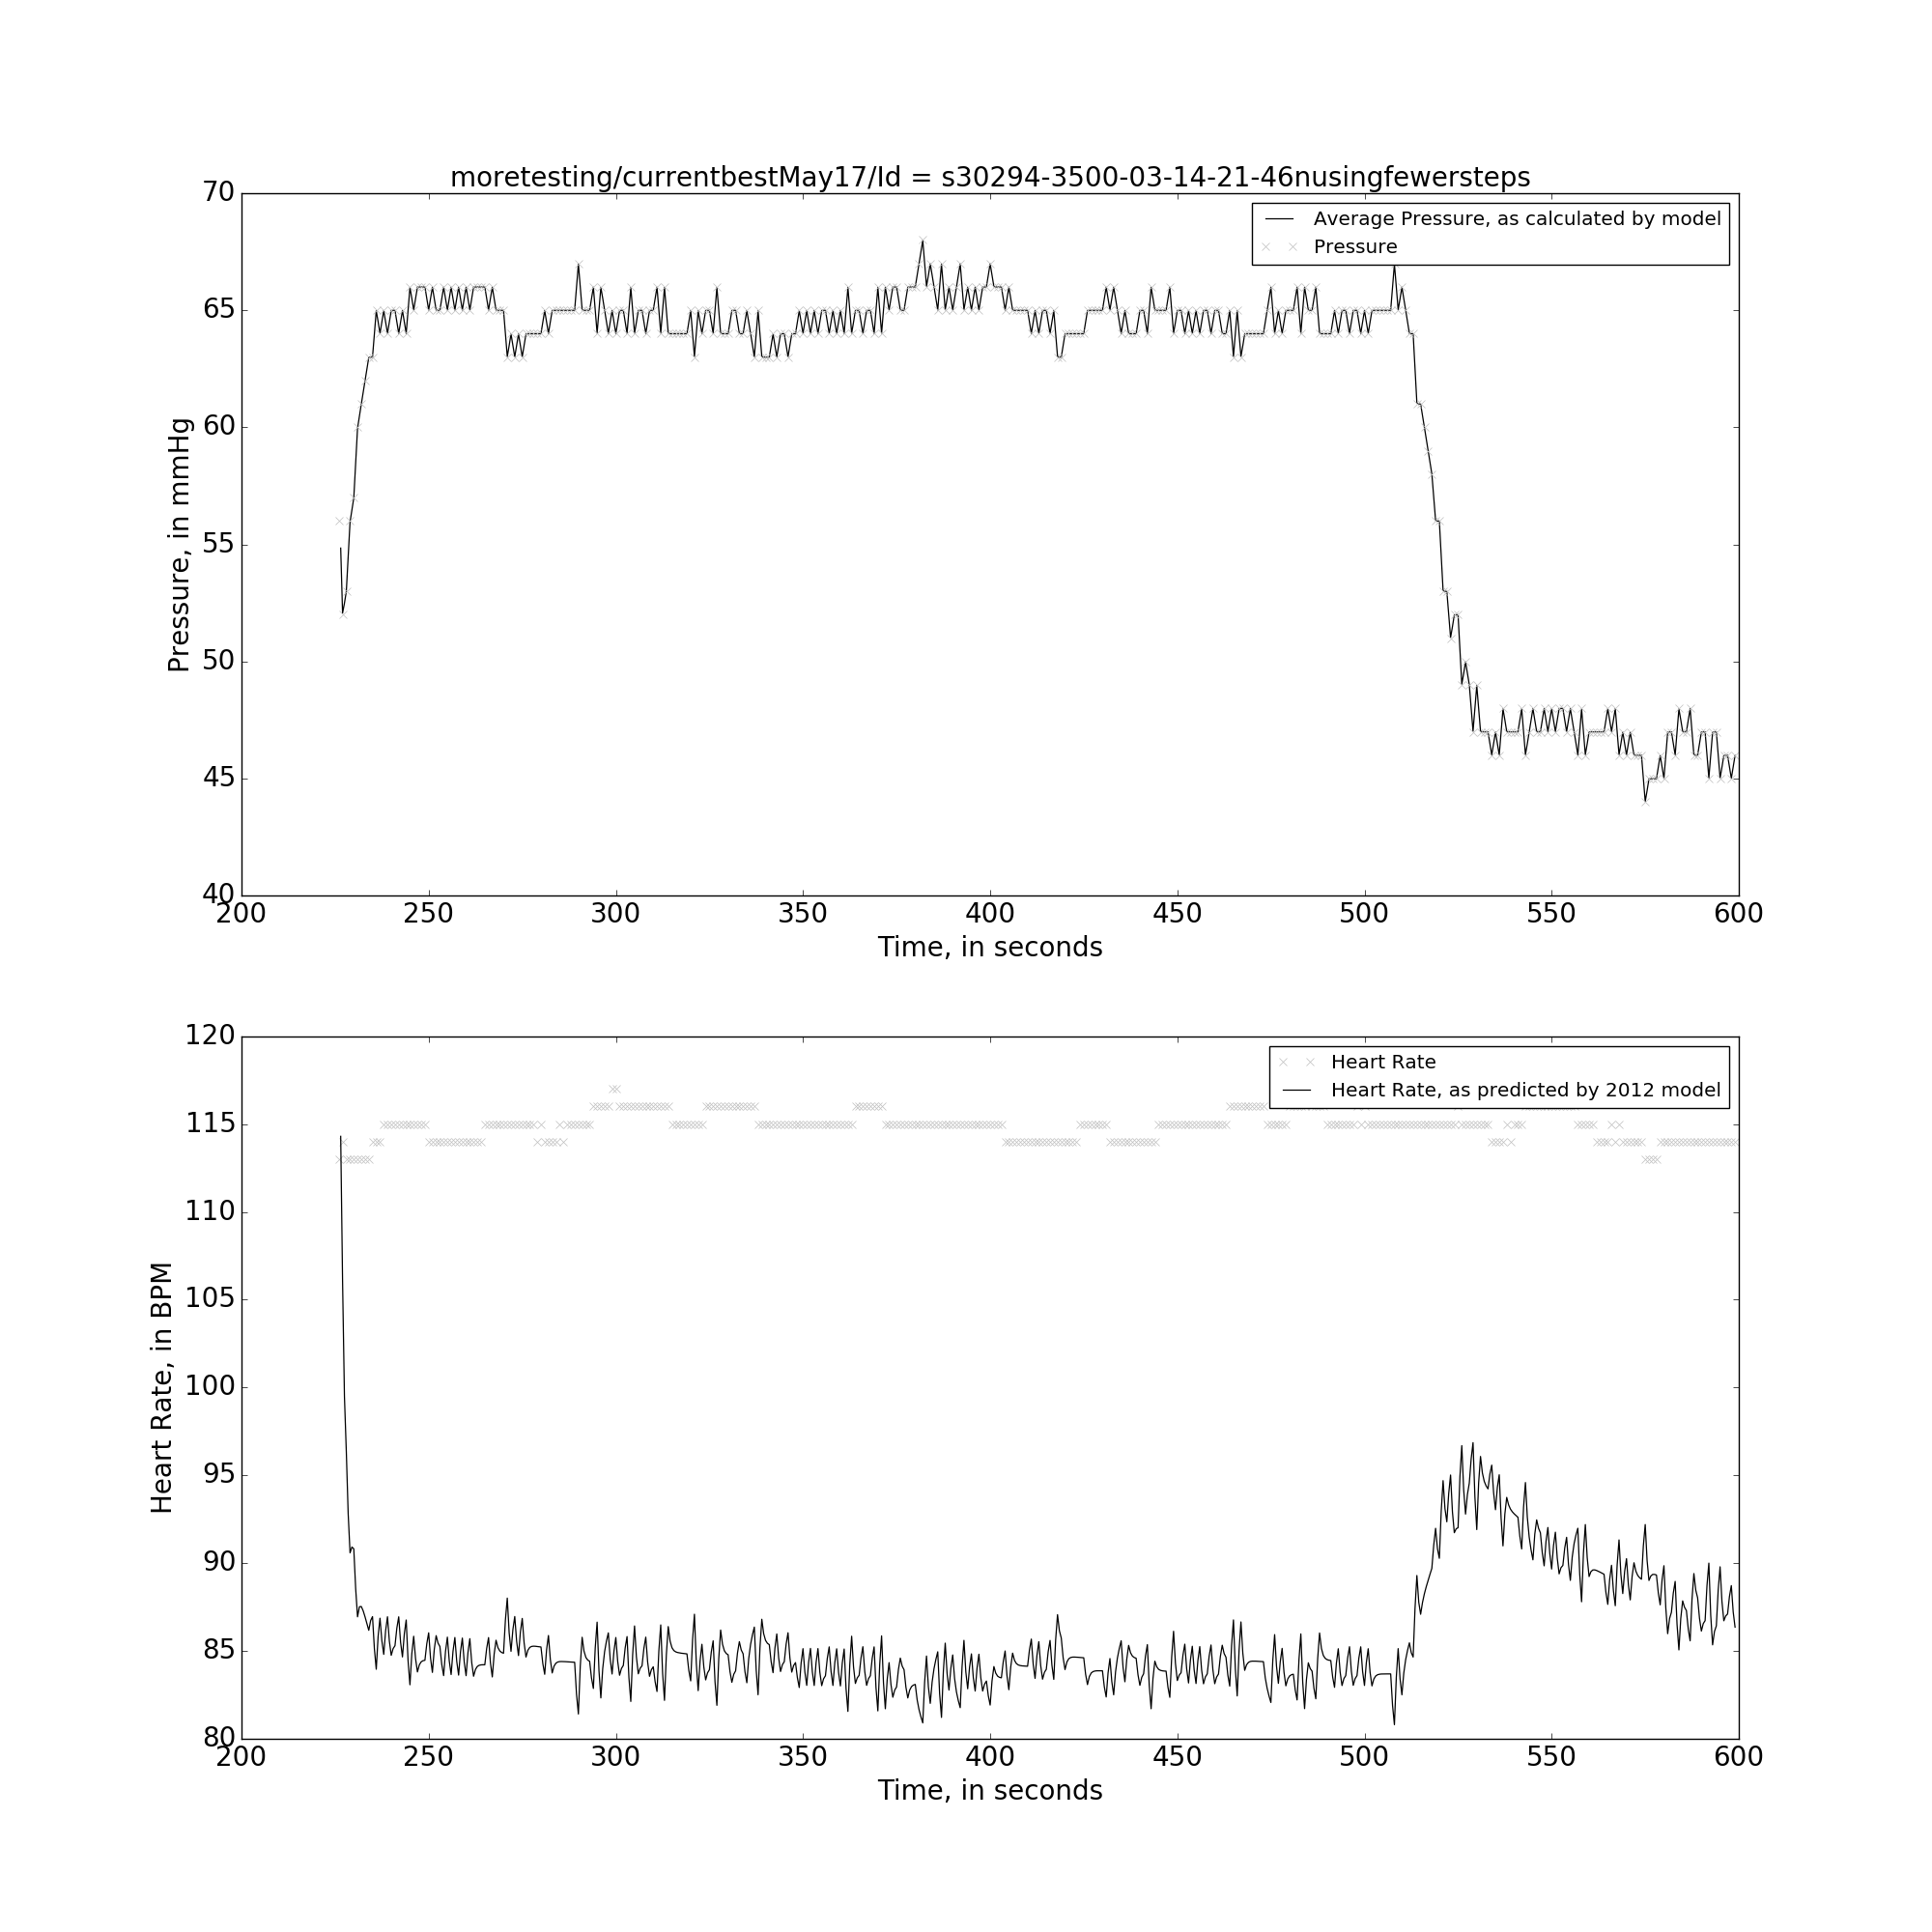 moretesting/currentbestMay17/Id = s30294-3500-03-14-21-46nusingfewersteps
Average Pressure, as calculated by model
Pressure
70
65
60
55
50
45
40
Pressure, in mmHg
200 250 300 350 400 450 500 550 600
Time, in seconds
Heart Rate
Heart Rate, as predicted by 2012 model
120
115
110
105
100
95
90
85
80
Heart Rate, in BPM
200 250 300 350 400 450 500 550 600
Time, in seconds